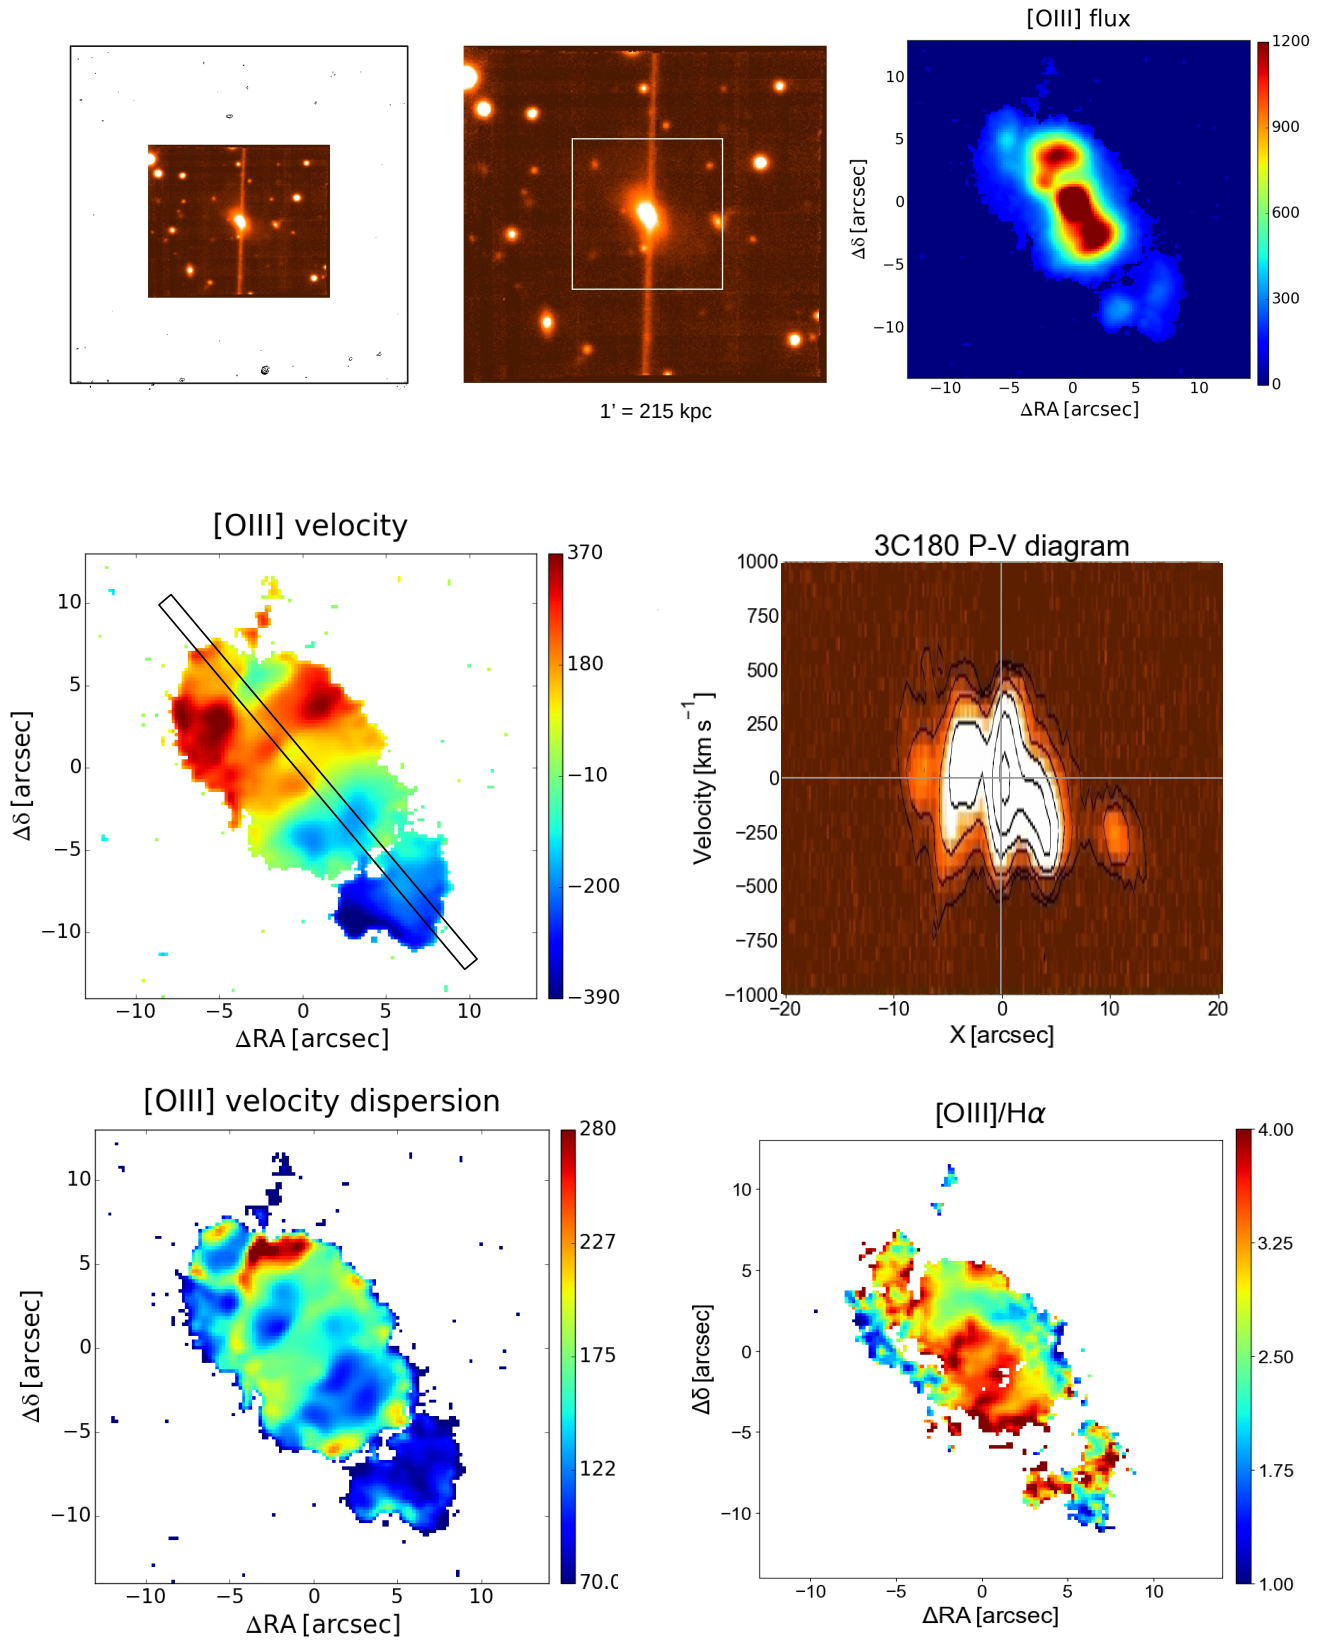 [OIII] flux
1200
900
600
300
0
10
5
0
−5
−10
Δδ [arcsec]
−10 −5 0 5 10
ΔRA [arcsec]
1’ = 215 kpc
[OIII] velocity
370
180
−10
−200
−390
10
5
0
−5
−10
Δδ [arcsec]
−10 −5 0 5 10
ΔRA [arcsec]
3C180 P-V diagram
1000
750
500
250
0
−250
−500
−750
−1000
Velocity [km s⁻¹]
−20 −10 0 10 20
X [arcsec]
[OIII] velocity dispersion
280
227
175
122
70.0
10
5
0
−5
−10
Δδ [arcsec]
−10 −5 0 5 10
ΔRA [arcsec]
[OIII]/Hα
4.00
3.25
2.50
1.75
1.00
10
5
0
−5
−10
Δδ [arcsec]
−10 −5 0 5 10
ΔRA [arcsec]